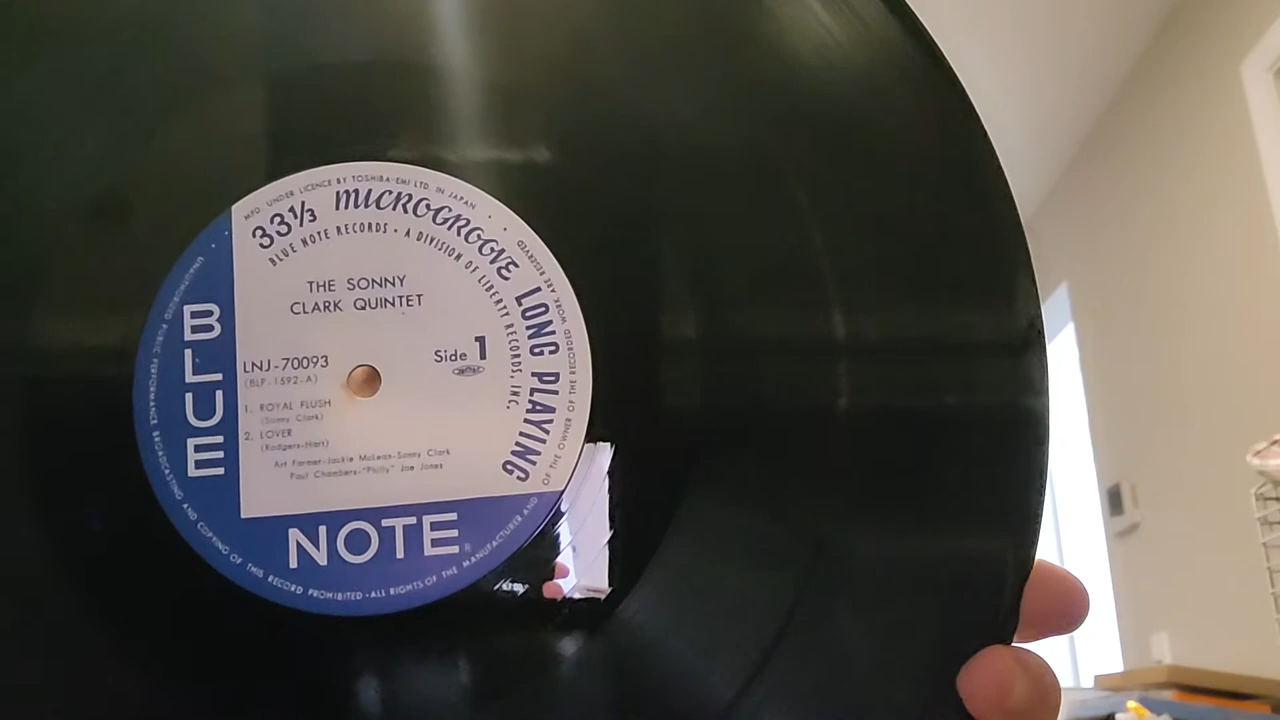 MFD. UNDER LICENCE BY TOSHIBA-EMI LTD. IN JAPAN
33⅓ MICROGROOVE LONG PLAYING
BLUE NOTE RECORDS • A DIVISION OF LIBERTY RECORDS, INC.
THE SONNY
CLARK QUINTET
LNJ-70093
(BLP-1592-A)
Side 1
1. ROYAL FLUSH
(Sonny Clark)
2. LOVER
(Rodgers-Hart)
Art Farmer-Jackie McLean-Sonny Clark
Paul Chambers-"Philly" Joe Jones
BLUE
NOTE
®
UNAUTHORIZED PUBLIC PERFORMANCE BROADCASTING AND COPYING OF THIS RECORD PROHIBITED • ALL RIGHTS OF THE MANUFACTURER AND OF THE OWNER OF THE RECORDED WORK ARE RESERVED